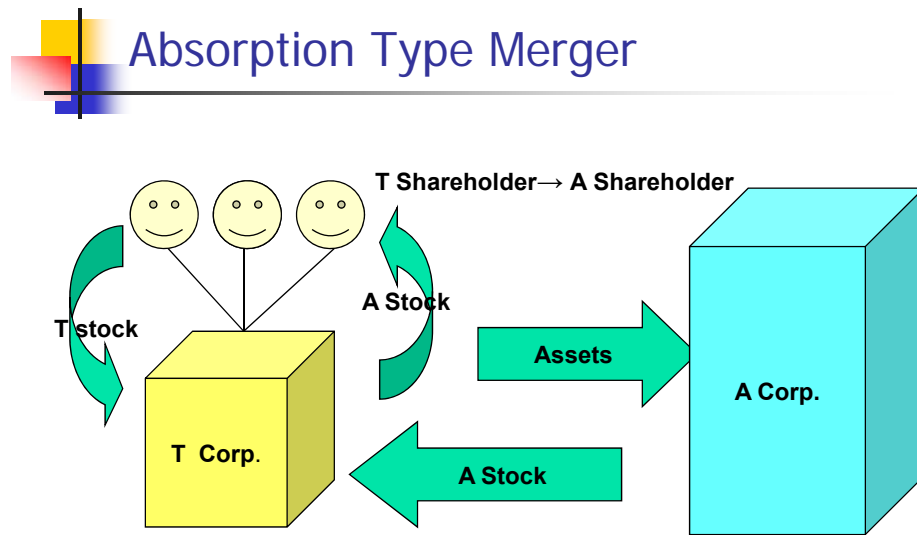 Absorption Type Merger
T Shareholder→ A Shareholder
A Stock
T stock
Assets
A Corp.
T Corp.
A Stock